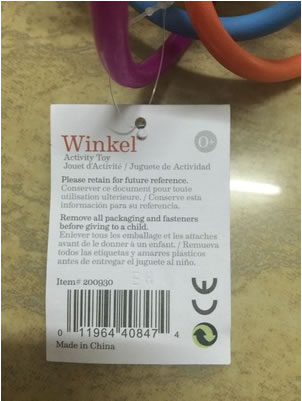 Winkel
0+
Activity Toy
Jouet d'Activité / Juguete de Actividad
Please retain for future reference.
Conserver ce document pour toute
utilisation ulterieure. / Conserve esta
información para su referencia.
Remove all packaging and fasteners
before giving to a child.
Enlever tous les emballage et les attaches
avant de le donner à un enfant. / Remueva
todos las etiquetas y amarres plasticos
antes de entregar el juguete al niño.
Item# 200930
CE
0 11964 40847 4
Made in China